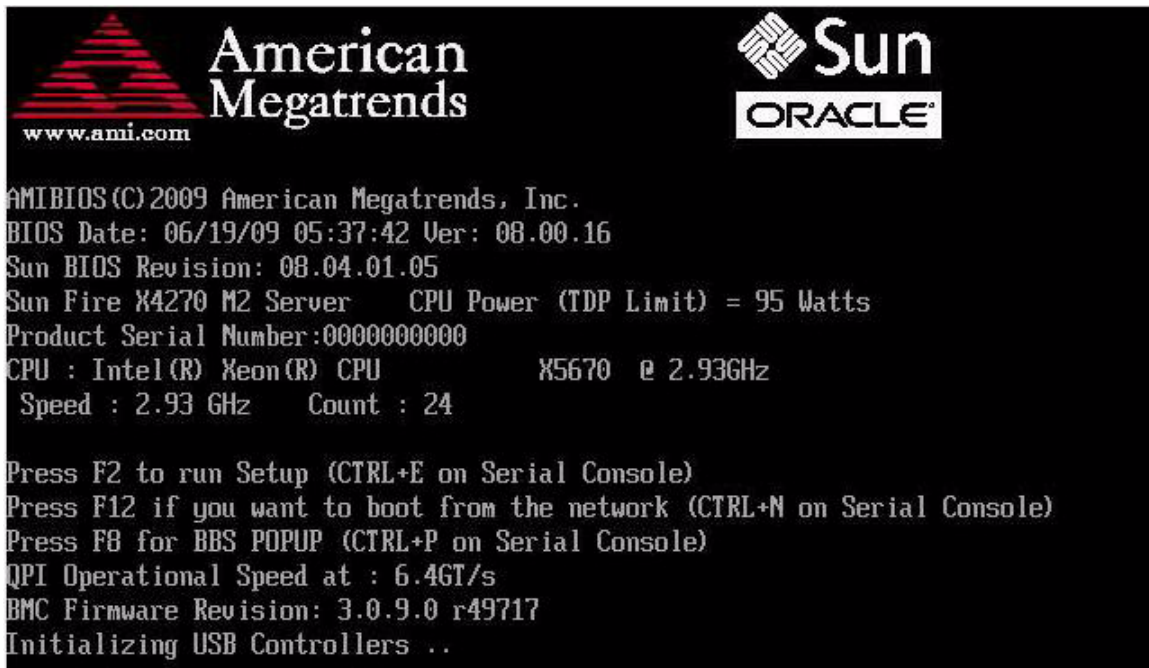 American
Megatrends
www.ami.com
Sun
ORACLE
AMIBIOS(C)2009 American Megatrends, Inc.
BIOS Date: 06/19/09 05:37:42 Ver: 08.00.16
Sun BIOS Revision: 08.04.01.05
Sun Fire X4270 M2 Server    CPU Power (TDP Limit) = 95 Watts
Product Serial Number:0000000000
CPU : Intel(R) Xeon(R) CPU           X5670  @ 2.93GHz
 Speed : 2.93 GHz    Count : 24
Press F2 to run Setup (CTRL+E on Serial Console)
Press F12 if you want to boot from the network (CTRL+N on Serial Console)
Press F8 for BBS POPUP (CTRL+P on Serial Console)
QPI Operational Speed at : 6.4GT/s
BMC Firmware Revision: 3.0.9.0 r49717
Initializing USB Controllers ..